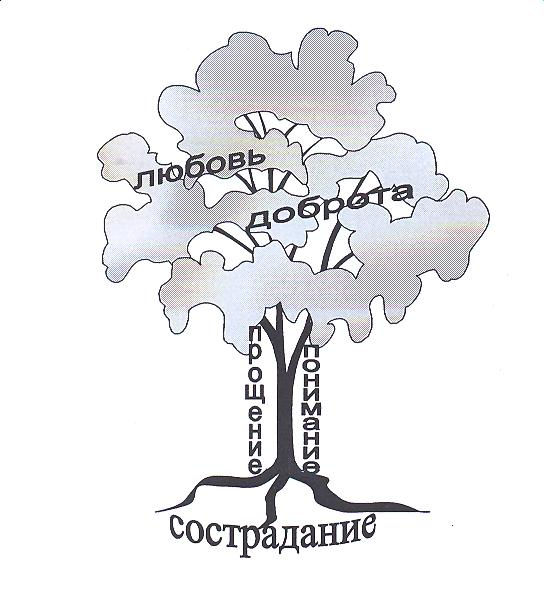 любовь
доброта
прощение
понимание
сострадание